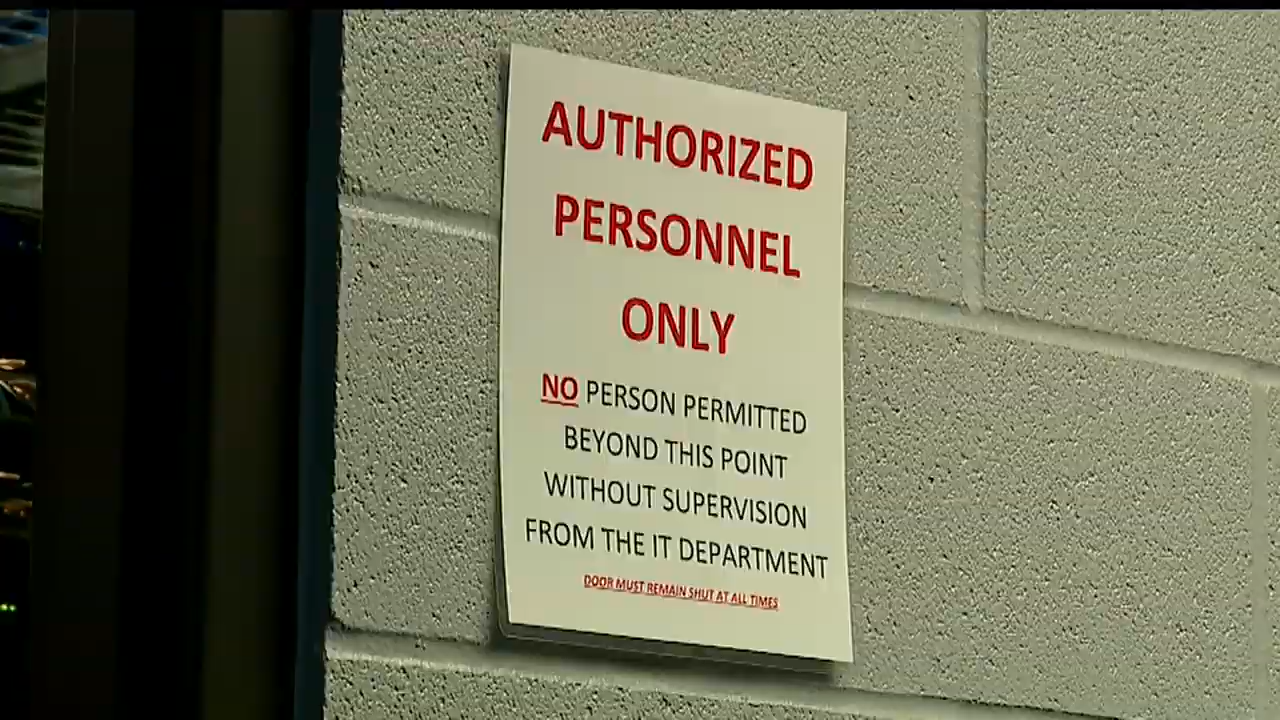 AUTHORIZED
PERSONNEL
ONLY
NO PERSON PERMITTED
BEYOND THIS POINT
WITHOUT SUPERVISION
FROM THE IT DEPARTMENT
DOOR MUST REMAIN SHUT AT ALL TIMES